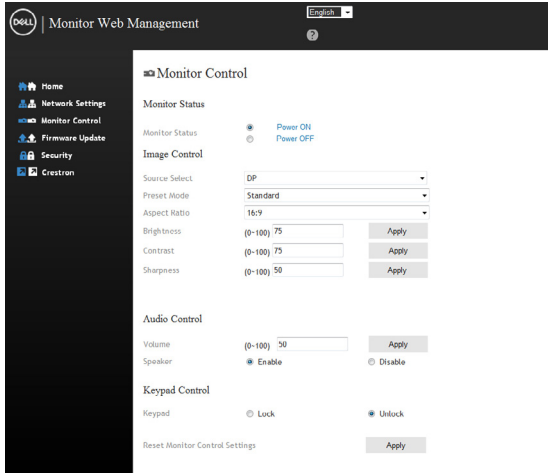 DELL | Monitor Web Management
English
?
Home
Network Settings
Monitor Control
Firmware Update
Security
Crestron
Monitor Control
Monitor Status
Monitor Status Power ON
Power OFF
Image Control
Source Select DP
Preset Mode Standard
Aspect Ratio 16:9
Brightness (0~100) 75 Apply
Contrast (0~100) 75 Apply
Sharpness (0~100) 50 Apply
Audio Control
Volume (0~100) 50 Apply
Speaker Enable Disable
Keypad Control
Keypad Lock Unlock
Reset Monitor Control Settings Apply